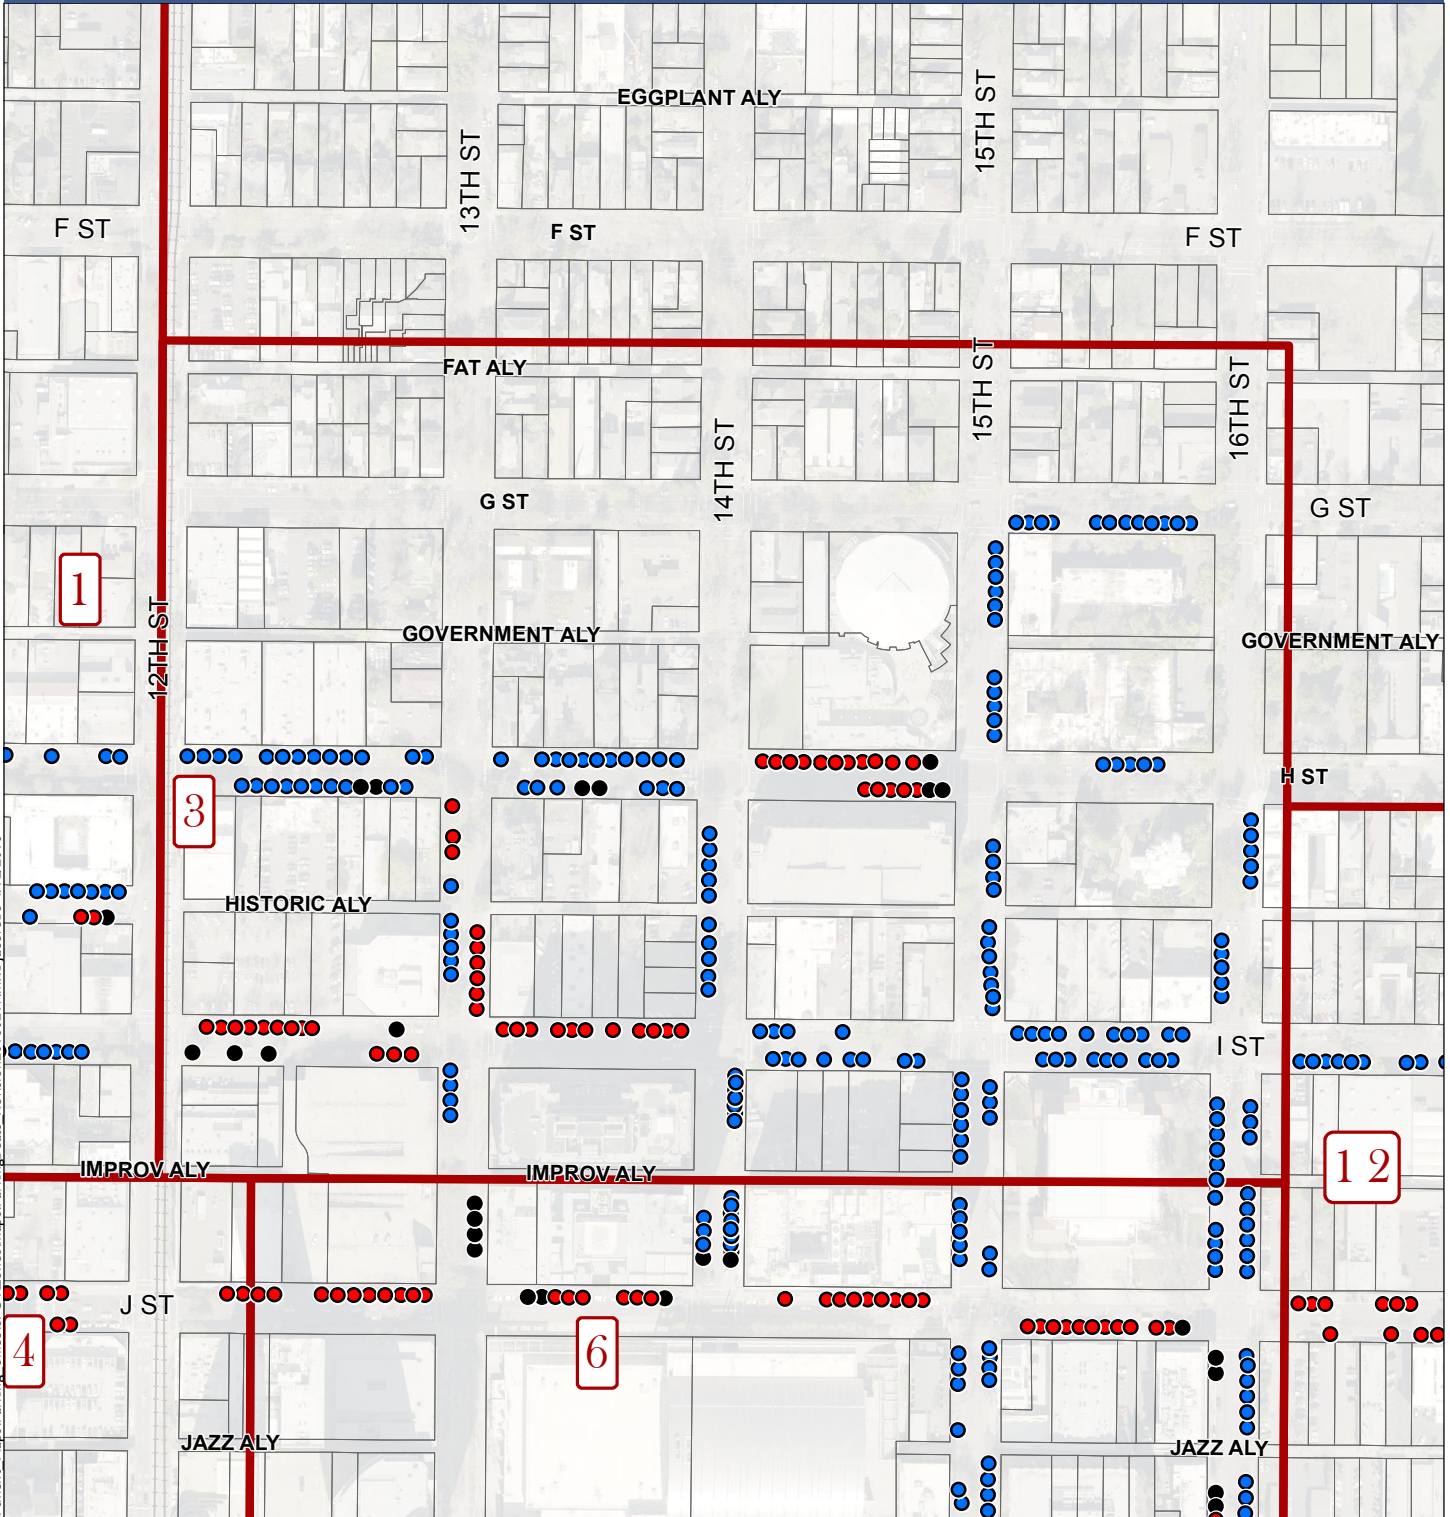 EGGPLANT ALY
15TH ST
13TH ST
F ST
F ST
F ST
FAT ALY
15TH ST
16TH ST
14TH ST
G ST
G ST
1
12TH ST
GOVERNMENT ALY
GOVERNMENT ALY
H ST
3
HISTORIC ALY
I ST
IMPROV ALY
IMPROV ALY
12
J ST
4
6
JAZZ ALY
JAZZ ALY